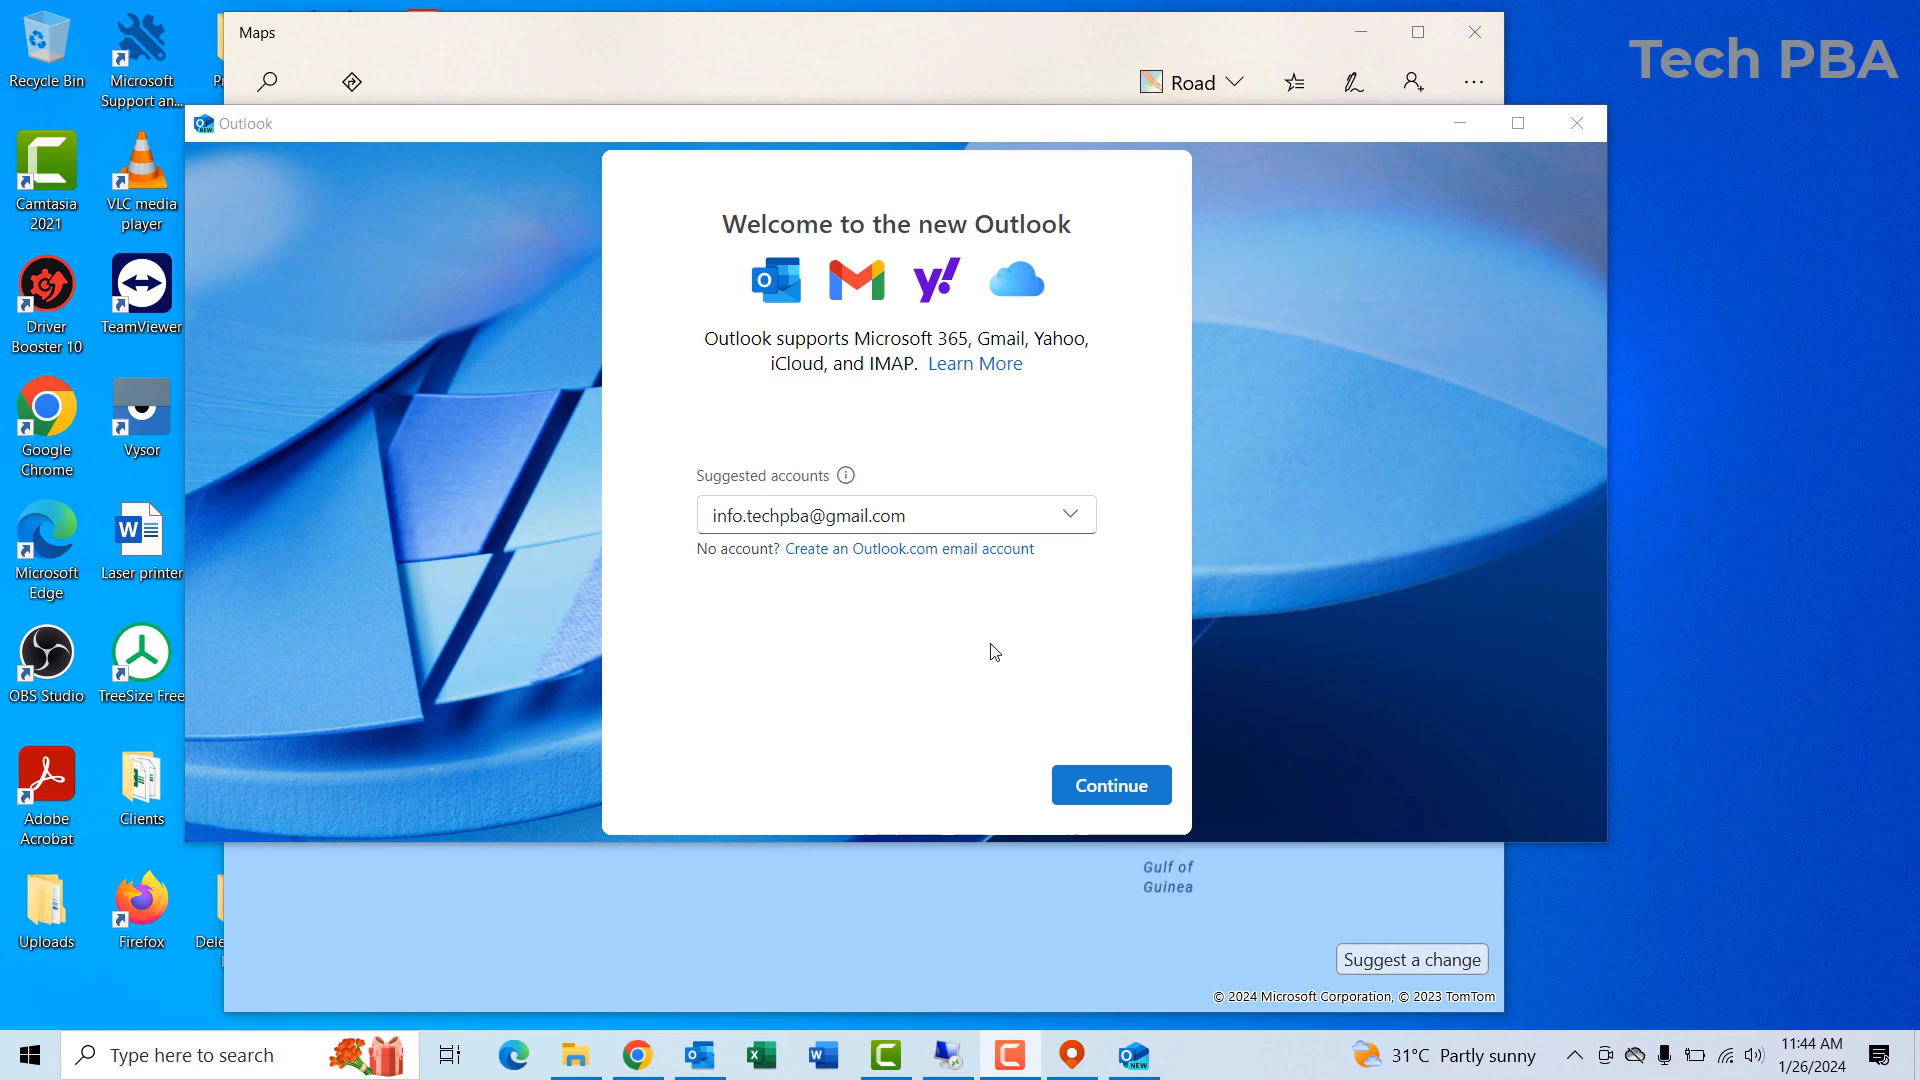 Tech PBA
Maps
Road
Outlook
Welcome to the new Outlook
Outlook supports Microsoft 365, Gmail, Yahoo,
iCloud, and IMAP. Learn More
Suggested accounts
info.techpba@gmail.com
No account? Create an Outlook.com email account
Continue
Gulf of
Guinea
Suggest a change
© 2024 Microsoft Corporation, © 2023 TomTom
Recycle Bin
Microsoft
Support an...
Camtasia
2021
VLC media
player
Driver
Booster 10
TeamViewer
Google
Chrome
Vysor
Microsoft
Edge
Laser printer
OBS Studio
TreeSize Free
Adobe
Acrobat
Clients
Uploads
Firefox
Dele
Type here to search
NEW
31°C Partly sunny
11:44 AM
1/26/2024